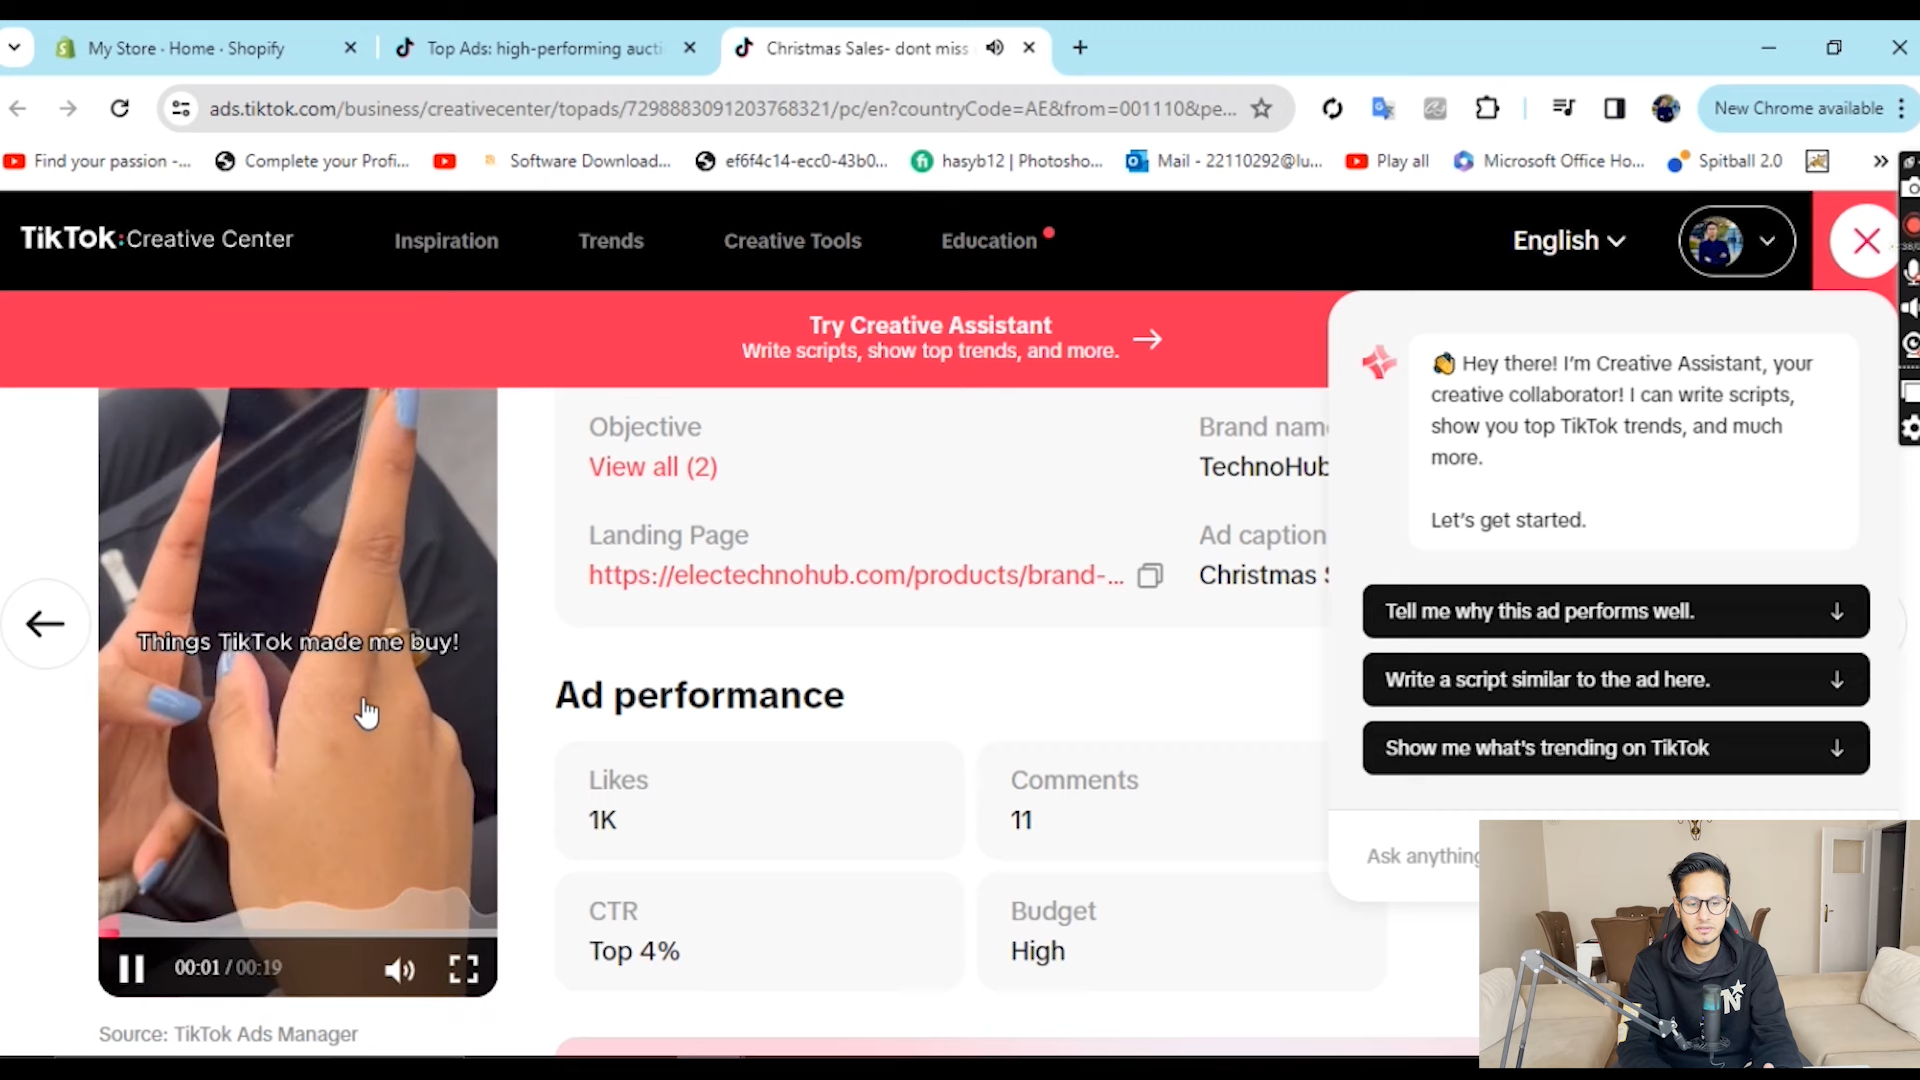 My Store · Home · Shopify
Top Ads: high-performing aucti
Christmas Sales- dont miss
ads.tiktok.com/business/creativecenter/topads/7298883091203768321/pc/en?countryCode=AE&from=001110&pe...
New Chrome available
Find your passion -...
Complete your Profi...
Software Download...
ef6f4c14-ecc0-43b0...
hasyb12 | Photosho...
Mail - 22110292@lu...
Play all
Microsoft Office Ho...
Spitball 2.0
TikTok:Creative Center
Inspiration
Trends
Creative Tools
Education
English
Try Creative Assistant
Write scripts, show top trends, and more.
Hey there! I'm Creative Assistant, your
creative collaborator! I can write scripts,
show you top TikTok trends, and much
more.
Let's get started.
Tell me why this ad performs well.
Write a script similar to the ad here.
Show me what's trending on TikTok
Ask anything
Objective
View all (2)
Brand name
TechnoHub
Landing Page
https://electechnohub.com/products/brand-...
Ad caption
Christmas S
Things TikTok made me buy!
Ad performance
Likes
1K
Comments
11
CTR
Top 4%
Budget
High
00:01 / 00:19
Source: TikTok Ads Manager
N